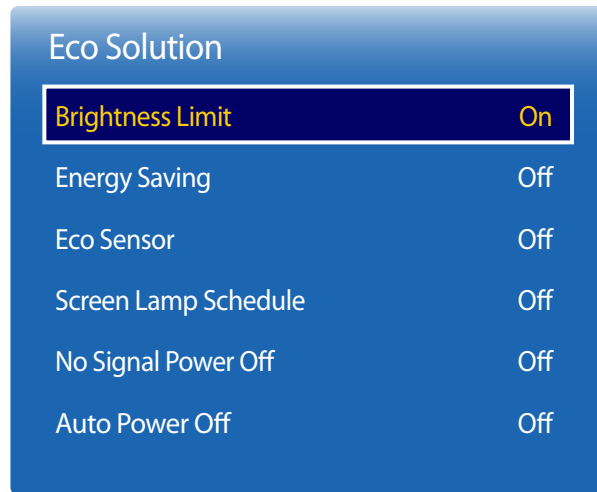 Eco Solution
Brightness Limit On
Energy Saving Off
Eco Sensor Off
Screen Lamp Schedule Off
No Signal Power Off Off
Auto Power Off Off